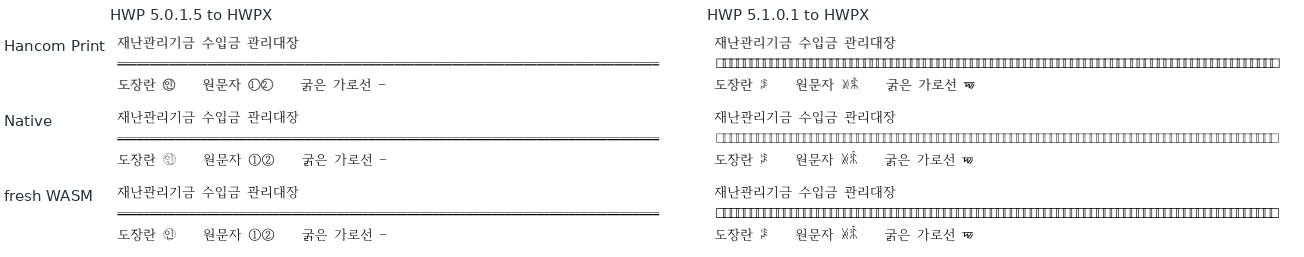 HWP 5.0.1.5 to HWPX
HWP 5.1.0.1 to HWPX
Hancom Print
재난관리기금 수입금 관리대장
도장란 ㊞ 원문자 ①② 굵은 가로선 −
재난관리기금 수입금 관리대장
도장란 원문자 굵은 가로선
Native
재난관리기금 수입금 관리대장
도장란 ㊞ 원문자 ①② 굵은 가로선 −
재난관리기금 수입금 관리대장
도장란 원문자 굵은 가로선
fresh WASM
재난관리기금 수입금 관리대장
도장란 ㊞ 원문자 ①② 굵은 가로선 −
재난관리기금 수입금 관리대장
도장란 원문자 굵은 가로선